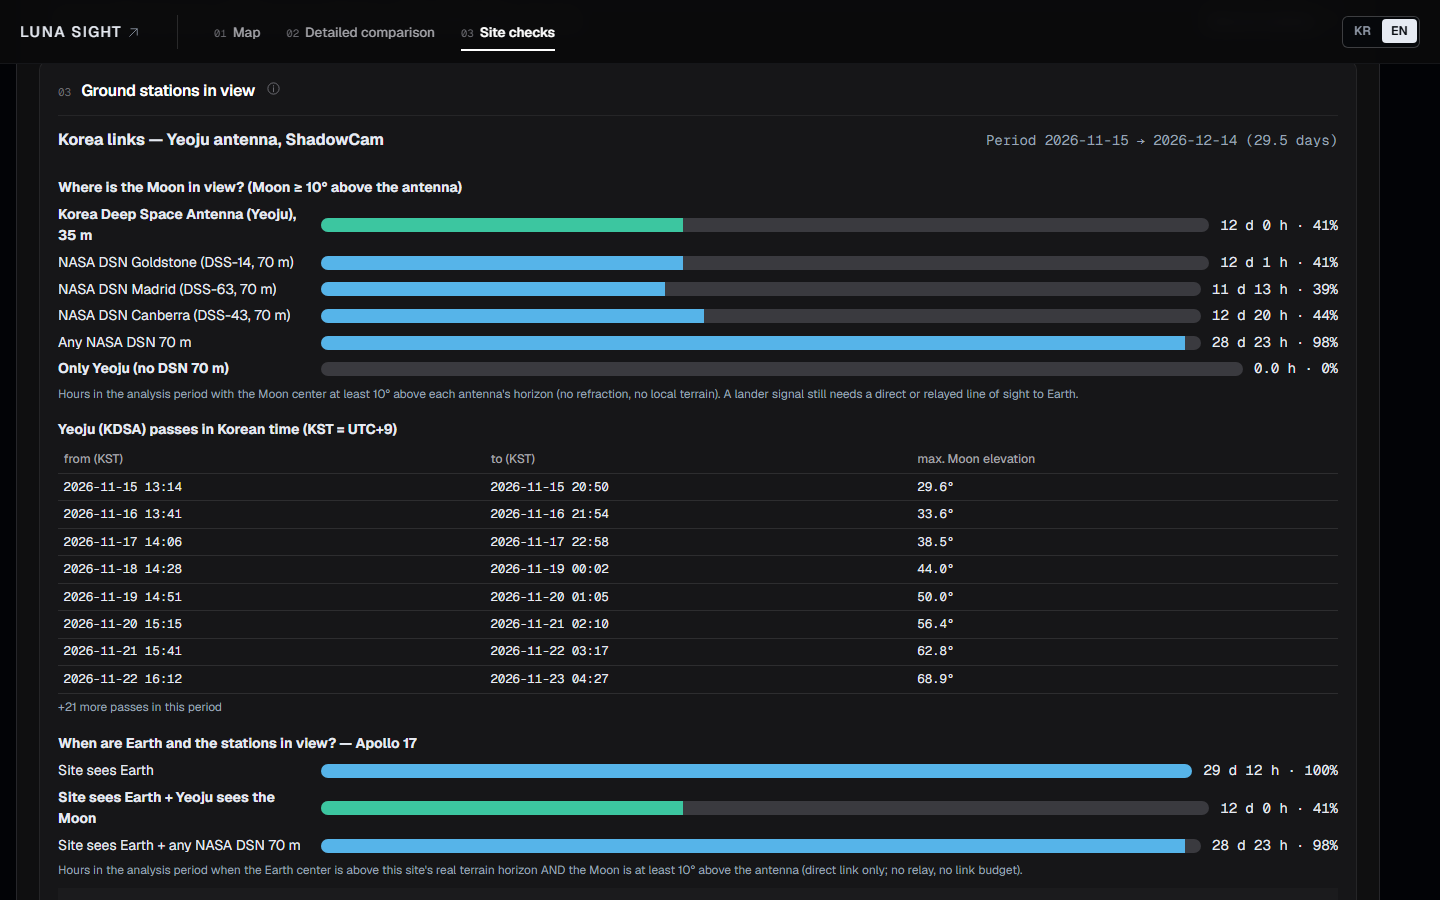 LUNA SIGHT ↗
01 Map
02 Detailed comparison
03 Site checks
KR EN
03 Ground stations in view ⓘ
Korea links — Yeoju antenna, ShadowCam
Period 2026-11-15 → 2026-12-14 (29.5 days)
Where is the Moon in view? (Moon ≥ 10° above the antenna)
Korea Deep Space Antenna (Yeoju),
35 m
12 d 0 h · 41%
NASA DSN Goldstone (DSS-14, 70 m) 12 d 1 h · 41%
NASA DSN Madrid (DSS-63, 70 m) 11 d 13 h · 39%
NASA DSN Canberra (DSS-43, 70 m) 12 d 20 h · 44%
Any NASA DSN 70 m 28 d 23 h · 98%
Only Yeoju (no DSN 70 m) 0.0 h · 0%
Hours in the analysis period with the Moon center at least 10° above each antenna's horizon (no refraction, no local terrain). A lander signal still needs a direct or relayed line of sight to Earth.
Yeoju (KDSA) passes in Korean time (KST = UTC+9)
from (KST) to (KST) max. Moon elevation
2026-11-15 13:14 2026-11-15 20:50 29.6°
2026-11-16 13:41 2026-11-16 21:54 33.6°
2026-11-17 14:06 2026-11-17 22:58 38.5°
2026-11-18 14:28 2026-11-19 00:02 44.0°
2026-11-19 14:51 2026-11-20 01:05 50.0°
2026-11-20 15:15 2026-11-21 02:10 56.4°
2026-11-21 15:41 2026-11-22 03:17 62.8°
2026-11-22 16:12 2026-11-23 04:27 68.9°
+21 more passes in this period
When are Earth and the stations in view? — Apollo 17
Site sees Earth 29 d 12 h · 100%
Site sees Earth + Yeoju sees the
Moon
12 d 0 h · 41%
Site sees Earth + any NASA DSN 70 m 28 d 23 h · 98%
Hours in the analysis period when the Earth center is above this site's real terrain horizon AND the Moon is at least 10° above the antenna (direct link only; no relay, no link budget).